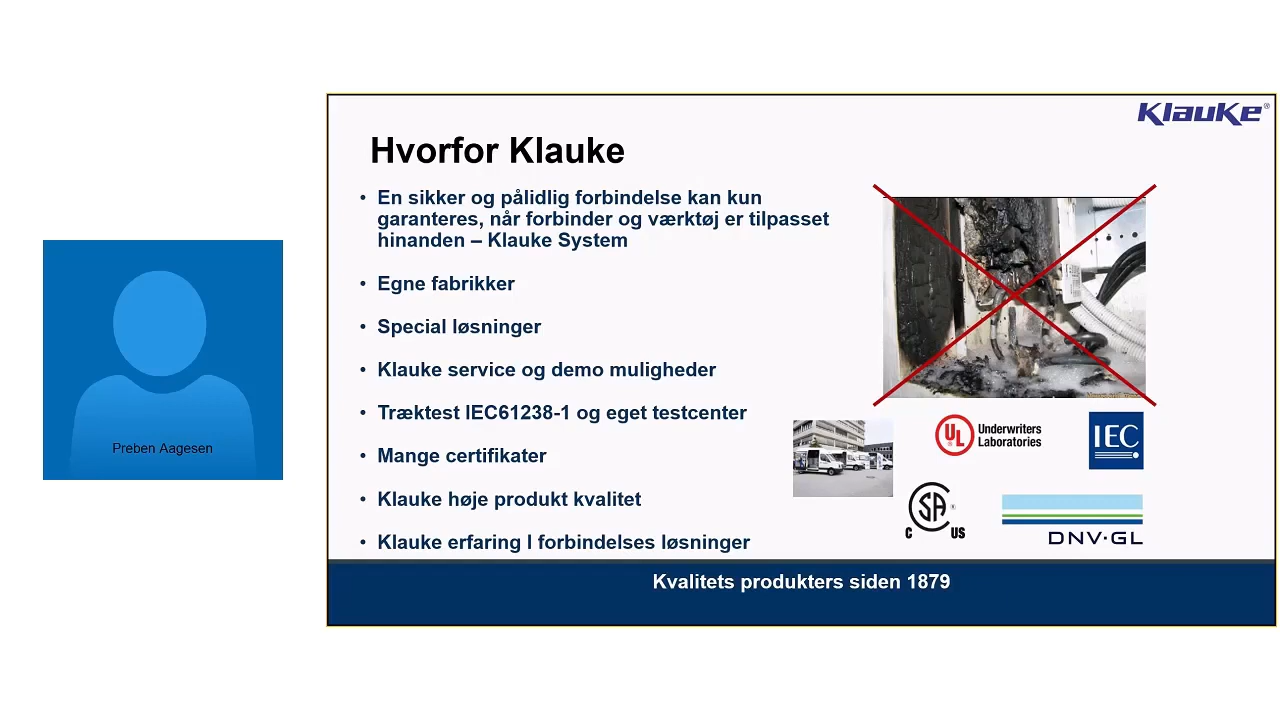 Klauke®
Hvorfor Klauke
• En sikker og pålidlig forbindelse kan kun
garanteres, når forbinder og værktøj er tilpasset
hinanden – Klauke System
• Egne fabrikker
• Special løsninger
• Klauke service og demo muligheder
• Træktest IEC61238-1 og eget testcenter
• Mange certifikater
• Klauke høje produkt kvalitet
• Klauke erfaring I forbindelses løsninger
Preben Aagesen
UL ® Underwriters
Laboratories
IEC
CSA ®
C US
DNV·GL
Kvalitets produkters siden 1879